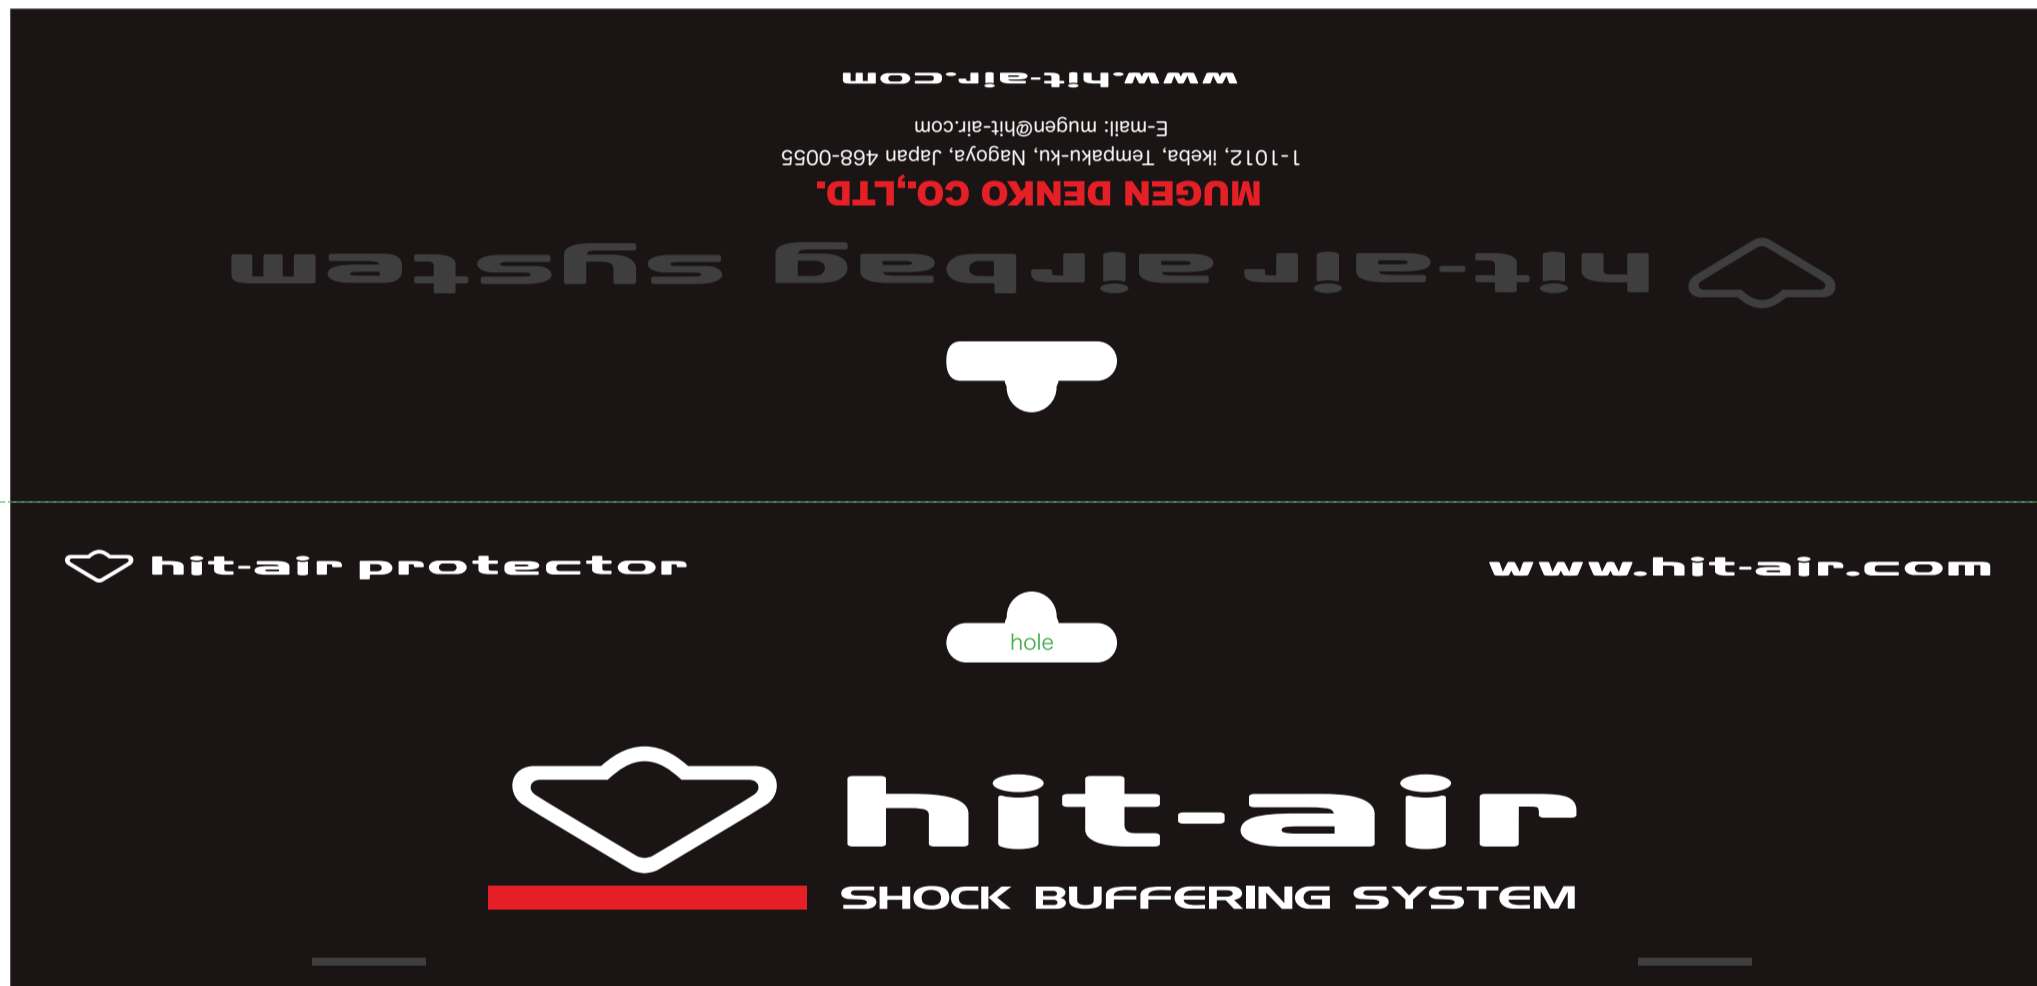 www.hit-air.com
E-mail: mugen@hit-air.com
1-1012, ikeba, Tempaku-ku, Nagoya, Japan 468-0055
MUGEN DENKO CO.,LTD.
hit-air airbag system
hit-air protector
www.hit-air.com
hole
hit-air
SHOCK BUFFERING SYSTEM